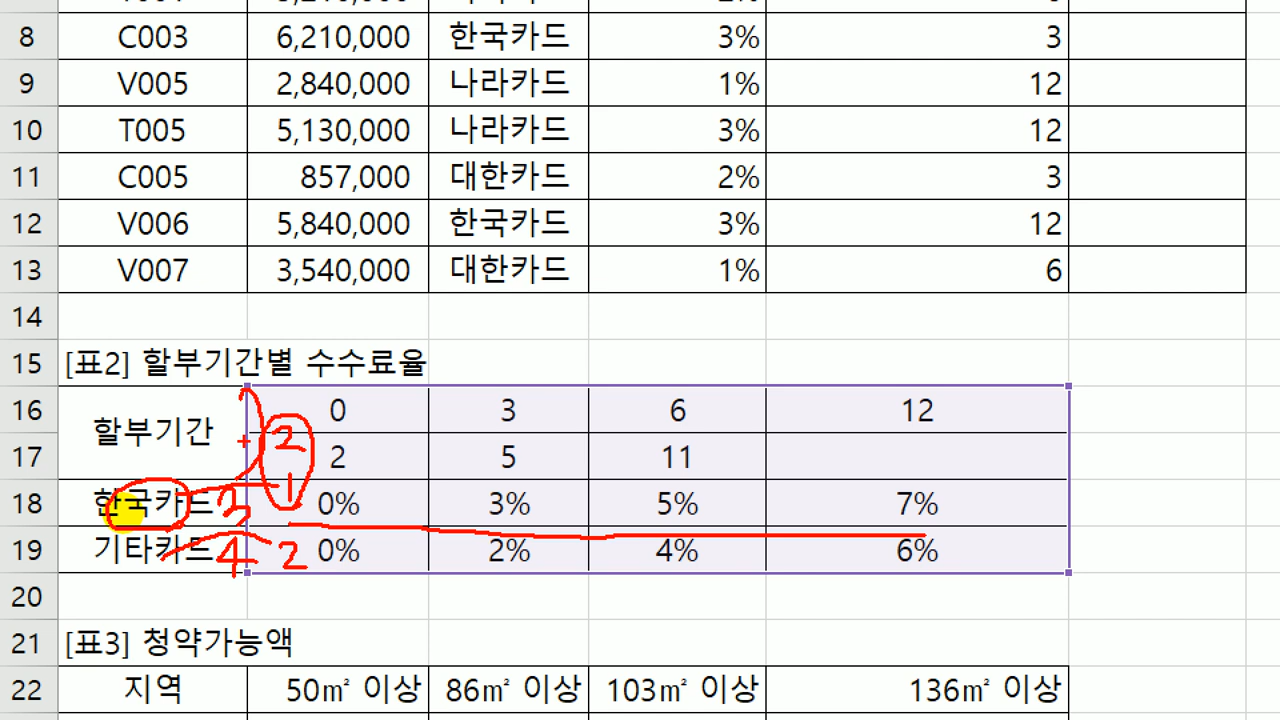 8 C003 6,210,000 한국카드 3% 3
9 V005 2,840,000 나라카드 1% 12
10 T005 5,130,000 나라카드 3% 12
11 C005 857,000 대한카드 2% 3
12 V006 5,840,000 한국카드 3% 12
13 V007 3,540,000 대한카드 1% 6
14
15 [표2] 할부기간별 수수료율
16 할부기간 0 3 6 12
17 + 2 2 5 11
18 한국카드 3 1 0% 3% 5% 7%
19 기타카드 4 2 0% 2% 4% 6%
20
21 [표3] 청약가능액
22 지역 50㎡ 이상 86㎡ 이상 103㎡ 이상 136㎡ 이상